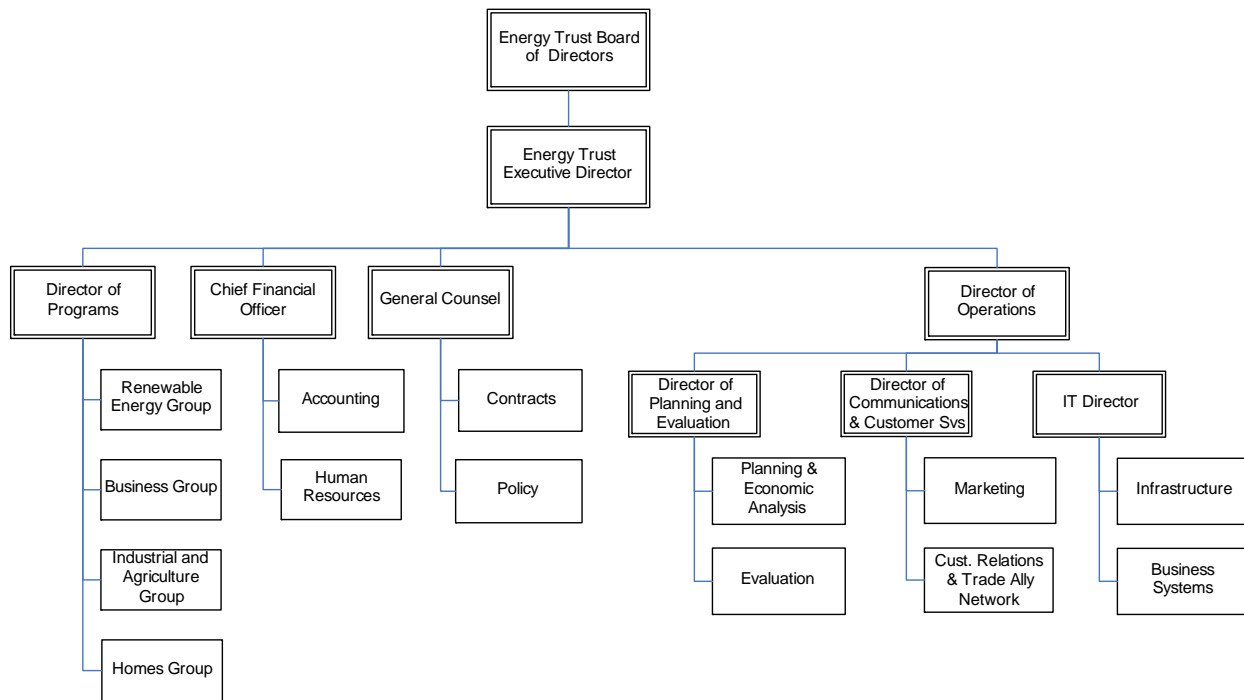 Energy Trust Board
of Directors
Energy Trust
Executive Director
Director of
Programs
Chief Financial
Officer
General Counsel
Director of
Operations
Renewable
Energy Group
Accounting
Contracts
Director of
Planning and
Evaluation
Director of
Communications
& Customer Svs
IT Director
Business Group
Human
Resources
Policy
Planning &
Economic
Analysis
Marketing
Infrastructure
Industrial and
Agriculture
Group
Evaluation
Cust. Relations
& Trade Ally
Network
Business
Systems
Homes Group